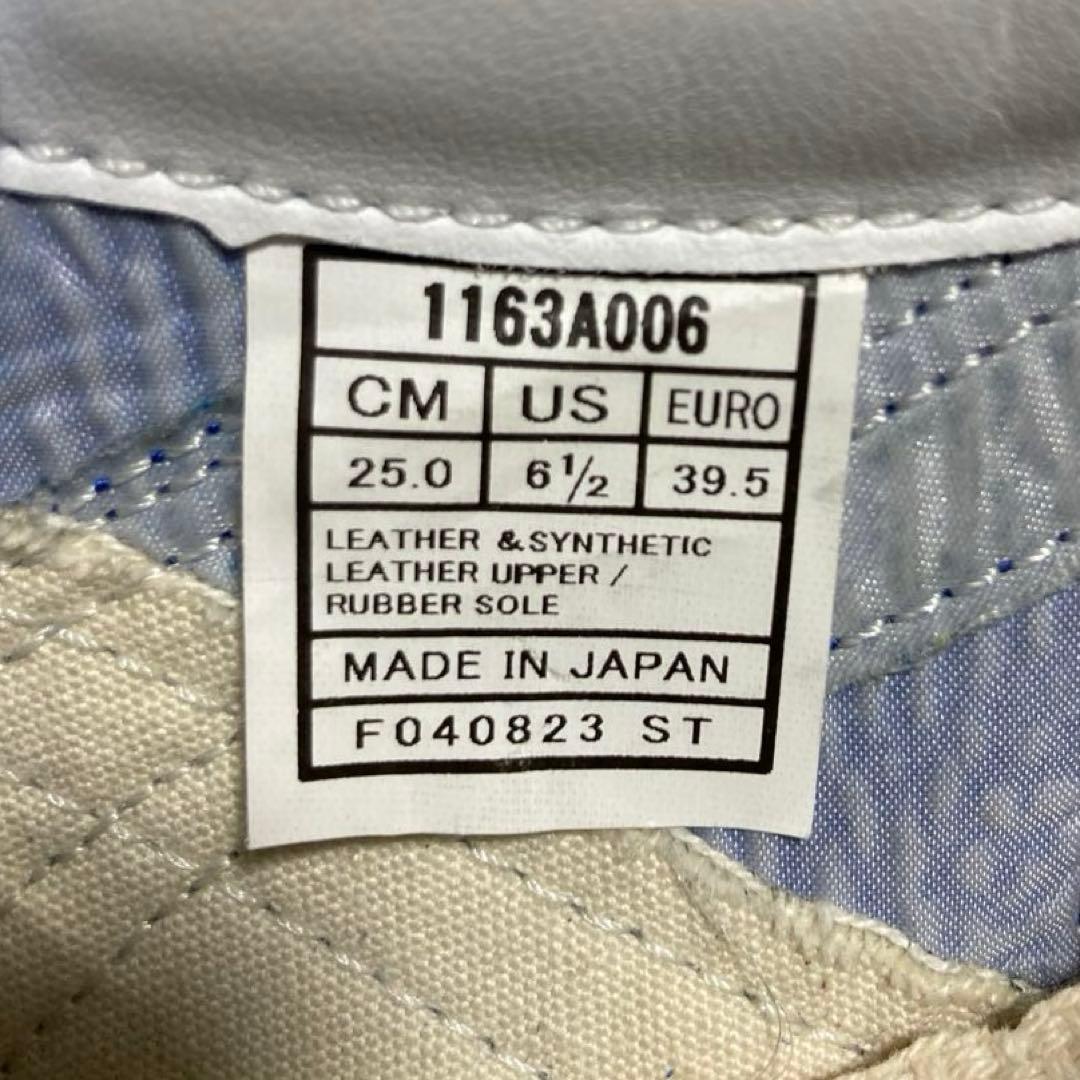 1163A006
CM US EURO
25.0 6½ 39.5
LEATHER &SYNTHETIC
LEATHER UPPER /
RUBBER SOLE
MADE IN JAPAN
F040823 ST